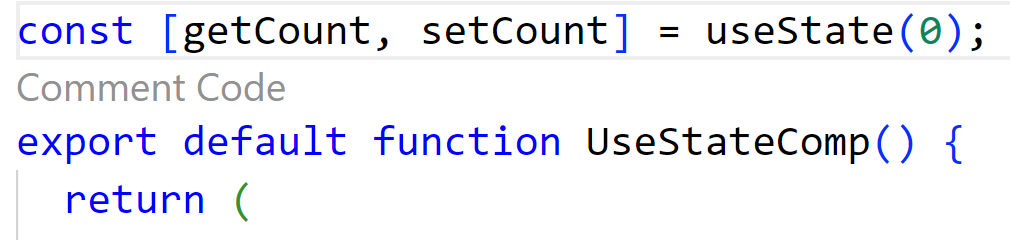 const [getCount, setCount] = useState(0);
Comment Code
export default function UseStateComp() {
  return (